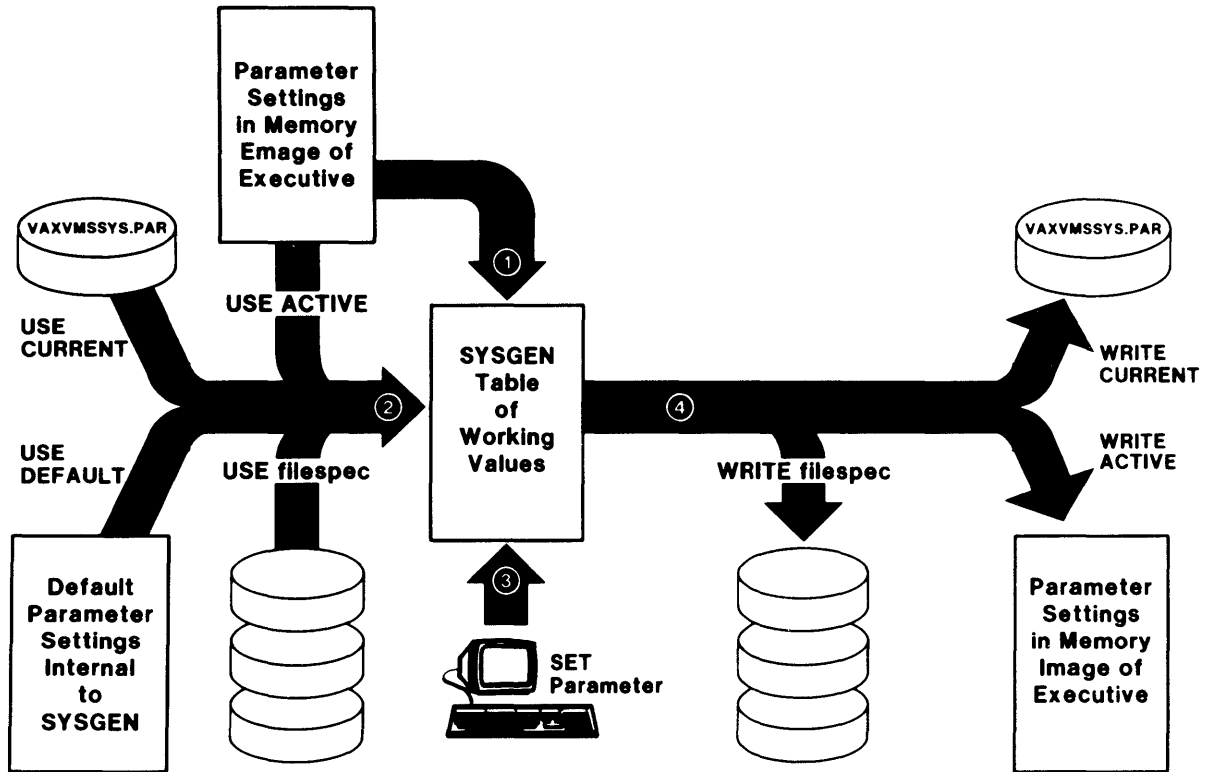 Parameter
Settings
in Memory
Emage of
Executive
VAXVMSSYS.PAR
VAXVMSSYS.PAR
1
USE ACTIVE
USE
CURRENT
SYSGEN
Table
of
Working
Values
WRITE
CURRENT
2
4
USE
DEFAULT
USE filespec
WRITE filespec
WRITE
ACTIVE
Default
Parameter
Settings
Internal
to
SYSGEN
3
SET
Parameter
Parameter
Settings
in Memory
Image of
Executive